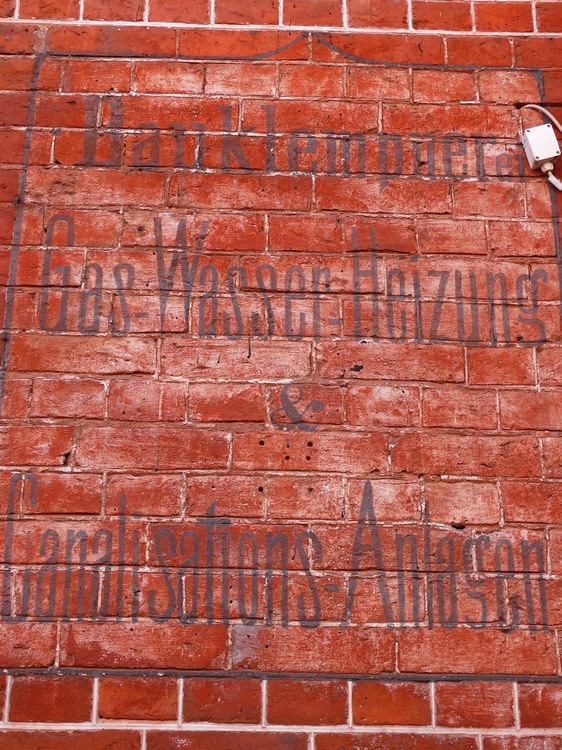 Bauklempnerei
Gas-Wasser-Heizung
&
Canalisations-Anlagen